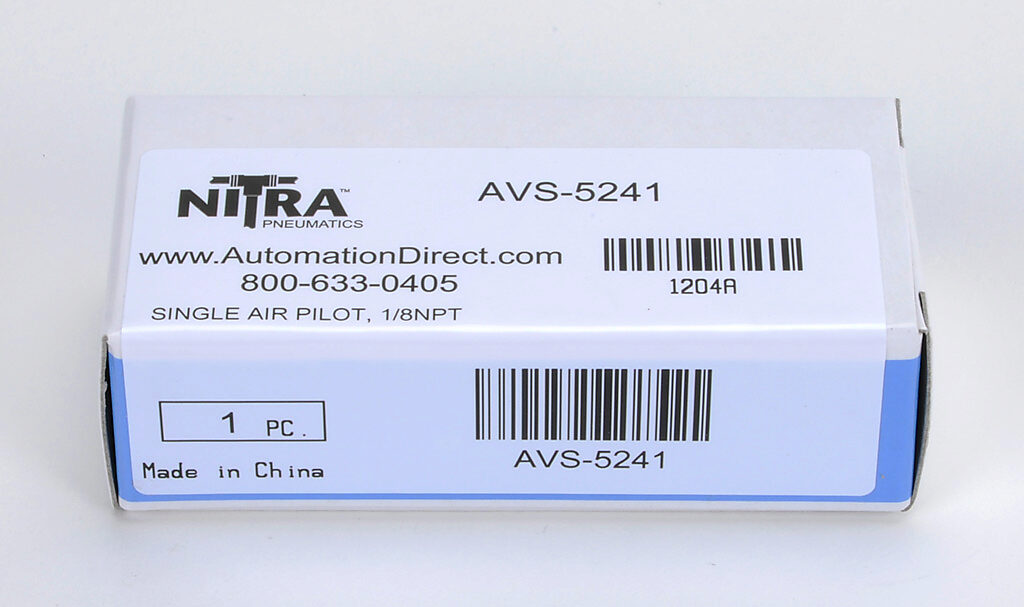 NITRA™
PNEUMATICS
AVS-5241
www.AutomationDirect.com
800-633-0405
1204A
SINGLE AIR PILOT, 1/8NPT
1 PC.
AVS-5241
Made in China